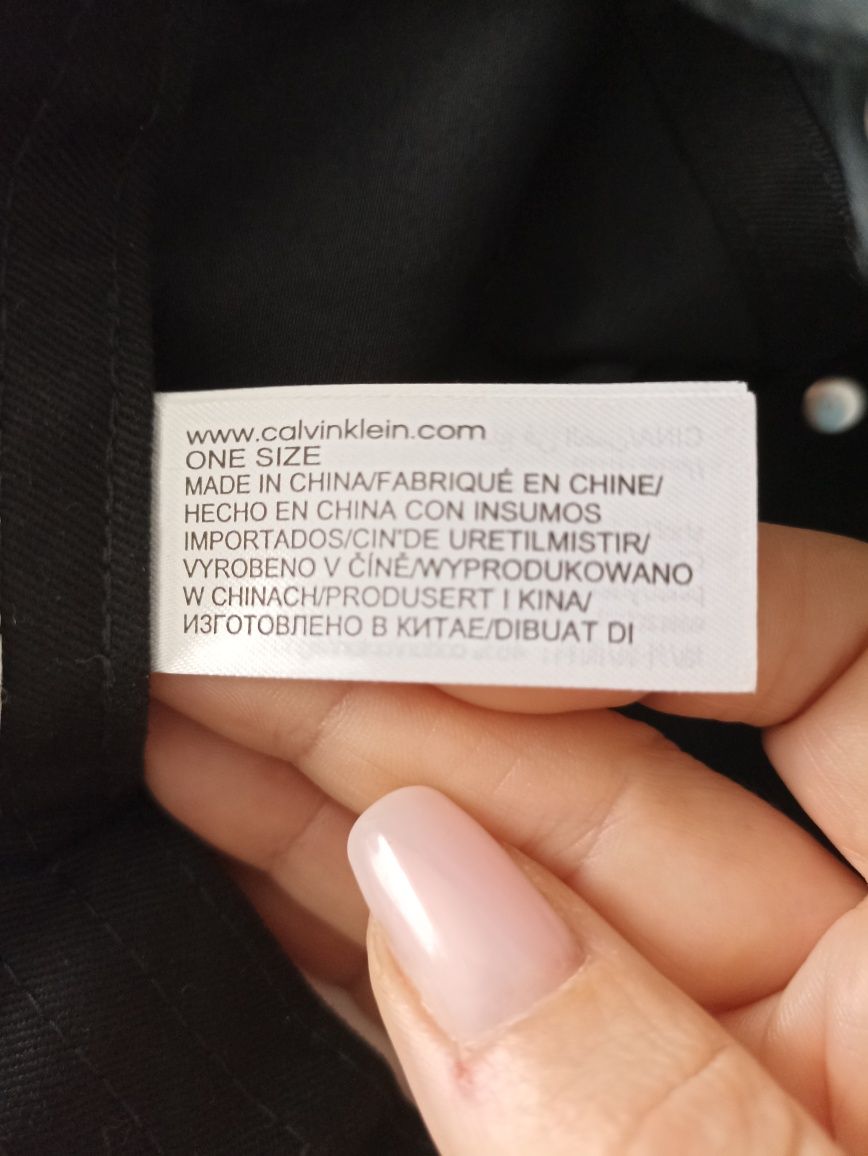 www.calvinklein.com
ONE SIZE
MADE IN CHINA/FABRIQUÉ EN CHINE/
HECHO EN CHINA CON INSUMOS
IMPORTADOS/CIN'DE URETILMISTIR/
VYROBENO V ČÍNĚ/WYPRODUKOWANO
W CHINACH/PRODUSERT I KINA/
ИЗГОТОВЛЕНО В КИТАЕ/DIBUAT DI